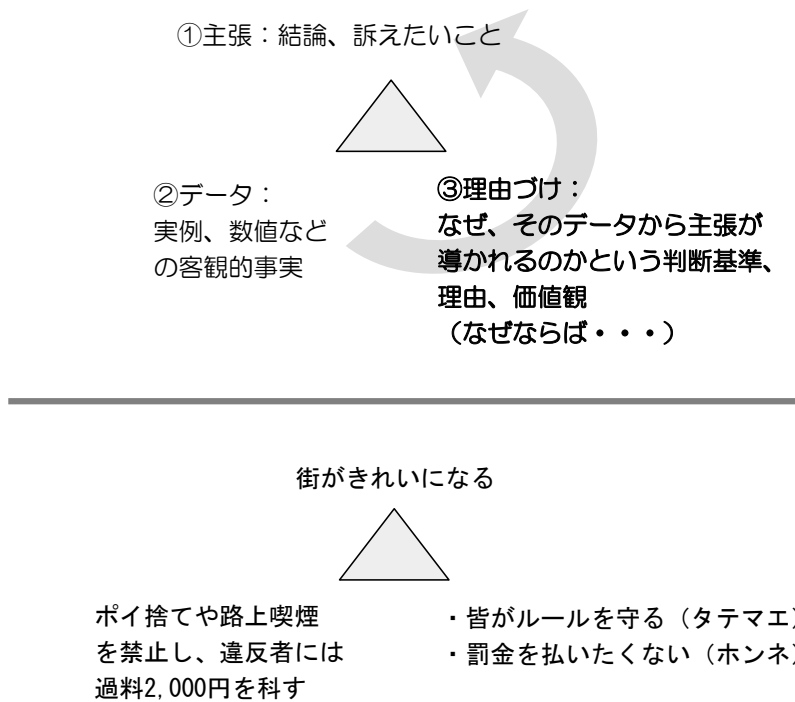 ①主張：結論、訴えたいこと
②データ：
実例、数値など
の客観的事実
③理由づけ：
なぜ、そのデータから主張が
導かれるのかという判断基準、
理由、価値観
（なぜならば・・・）
街がきれいになる
ポイ捨てや路上喫煙
を禁止し、違反者には
過料2,000円を科す
・皆がルールを守る（タテマエ）
・罰金を払いたくない（ホンネ）